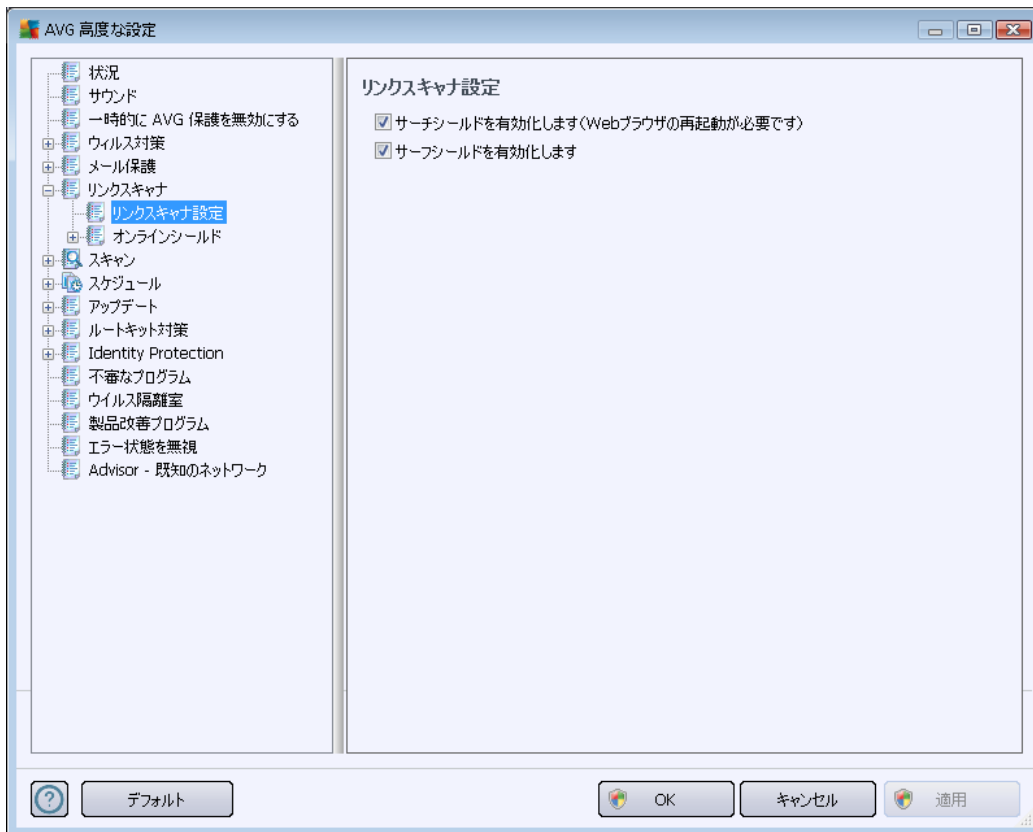 AVG 高度な設定
状況
サウンド
一時的に AVG 保護を無効にする
ウィルス対策
メール保護
リンクスキャナ
リンクスキャナ設定
オンラインシールド
スキャン
スケジュール
アップデート
ルートキット対策
Identity Protection
不審なプログラム
ウイルス隔離室
製品改善プログラム
エラー状態を無視
Advisor - 既知のネットワーク
リンクスキャナ設定
サーチシールドを有効化します(Webブラウザの再起動が必要です)
サーフシールドを有効化します
デフォルト
OK
キャンセル
適用